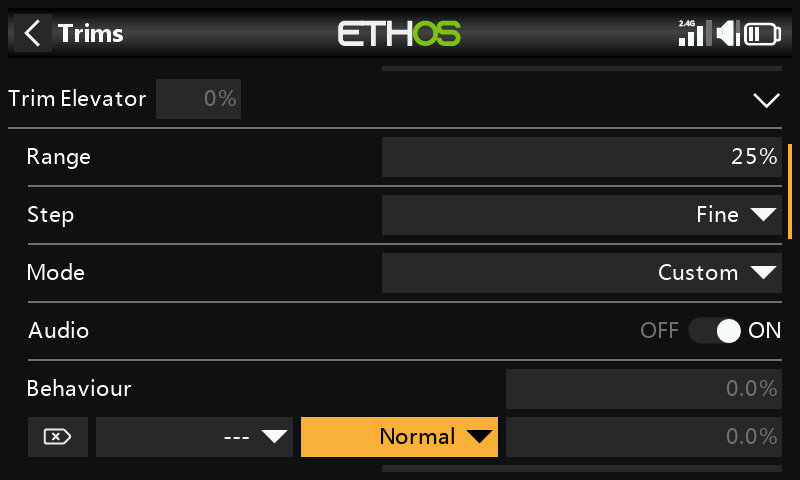 Trims ETHOS 2.4G
Trim Elevator 0%
Range 25%
Step Fine
Mode Custom
Audio OFF ON
Behaviour 0.0%
--- Normal 0.0%